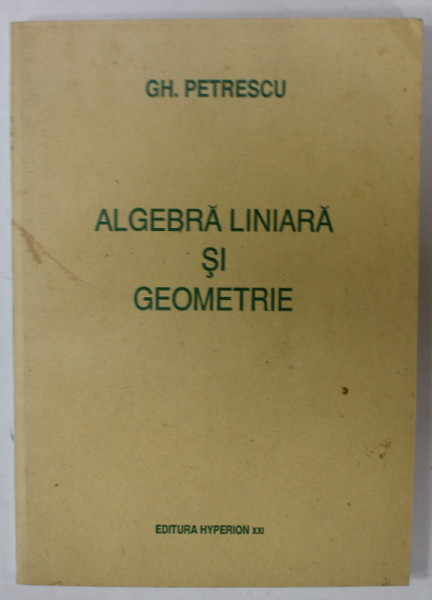 GH. PETRESCU
ALGEBRĂ LINIARĂ
ŞI
GEOMETRIE
EDITURA HYPERION XXI